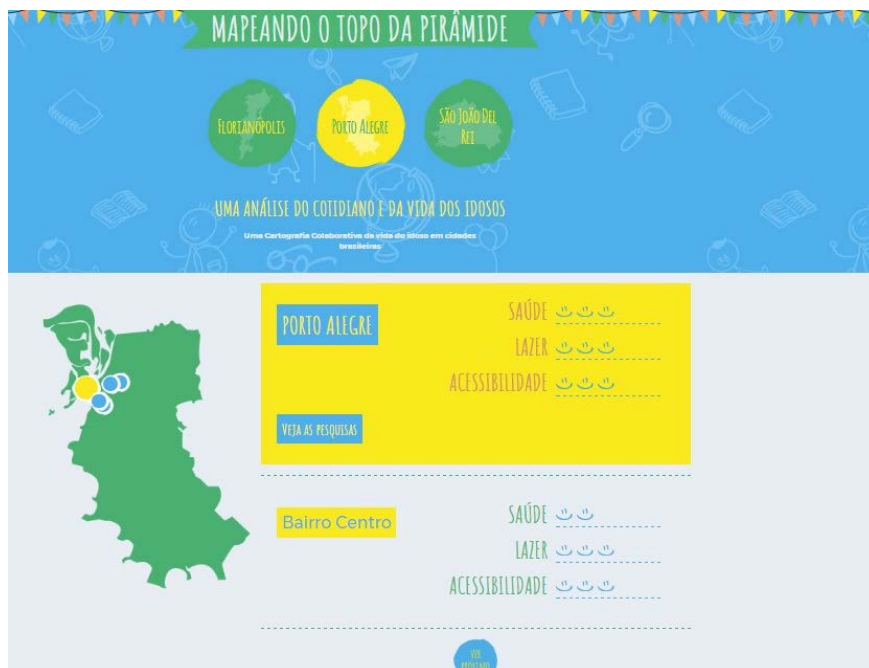 MAPEANDO O TOPO DA PIRÂMIDE
FLORIANÓPOLIS
PORTO ALEGRE
SÃO JOÃO DEL
REI
UMA ANÁLISE DO COTIDIANO E DA VIDA DOS IDOSOS
Uma Cartografia Colaborativa da vida do idoso em cidades
brasileiras
PORTO ALEGRE
SAÚDE
LAZER
ACESSIBILIDADE
VEJA AS PESQUISAS
Bairro Centro
SAÚDE
LAZER
ACESSIBILIDADE
VER
PRÓXIMO